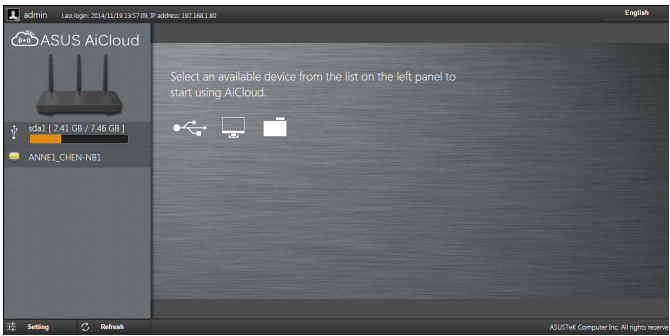 admin Last login: 2014/11/19 13:57:09, IP address: 192.168.1.80 English
ASUS AiCloud
Select an available device from the list on the left panel to
start using AiCloud.
sda1 [ 2.41 GB / 7.46 GB ]
ANNE1_CHEN-NB1
Setting Refresh ASUSTeK Computer Inc. All rights reserve